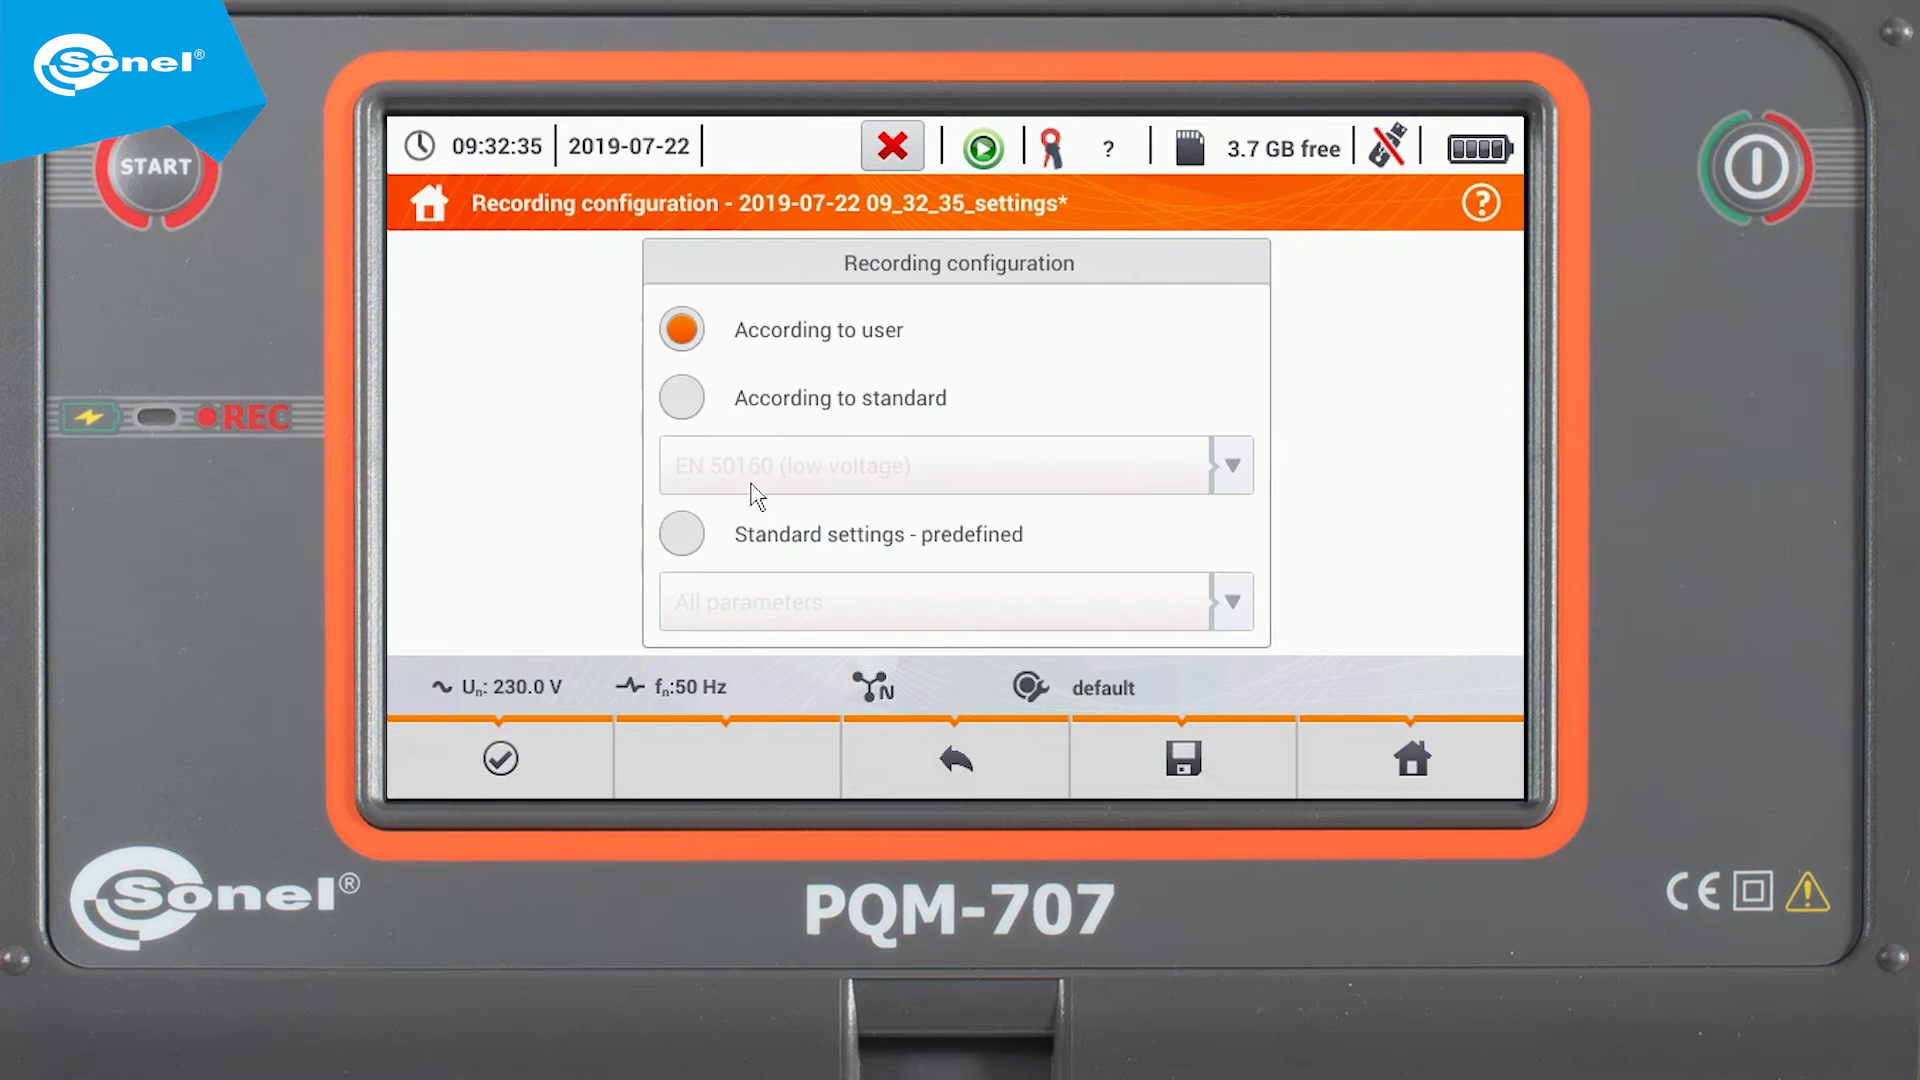 Sonel®
START
09:32:35
2019-07-22
?
3.7 GB free
Recording configuration - 2019-07-22 09_32_35_settings*
?
Recording configuration
According to user
According to standard
EN 50160 (low voltage)
Standard settings - predefined
All parameters
REC
Un: 230.0 V
fn:50 Hz
N
default
Sonel®
PQM-707
CE